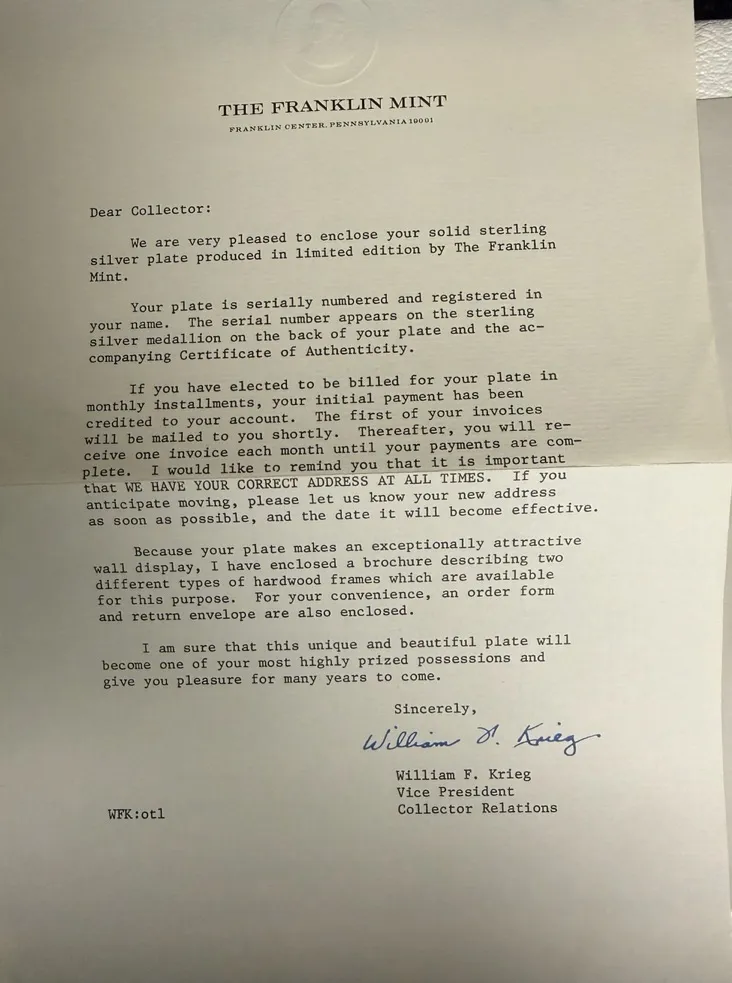 THE FRANKLIN MINT
FRANKLIN CENTER, PENNSYLVANIA 19091
Dear Collector:
We are very pleased to enclose your solid sterling
silver plate produced in limited edition by The Franklin
Mint.
Your plate is serially numbered and registered in
your name. The serial number appears on the sterling
silver medallion on the back of your plate and the ac-
companying Certificate of Authenticity.
If you have elected to be billed for your plate in
monthly installments, your initial payment has been
credited to your account. The first of your invoices
will be mailed to you shortly. Thereafter, you will re-
ceive one invoice each month until your payments are com-
plete. I would like to remind you that it is important
that WE HAVE YOUR CORRECT ADDRESS AT ALL TIMES. If you
anticipate moving, please let us know your new address
as soon as possible, and the date it will become effective.
Because your plate makes an exceptionally attractive
wall display, I have enclosed a brochure describing two
different types of hardwood frames which are available
for this purpose. For your convenience, an order form
and return envelope are also enclosed.
I am sure that this unique and beautiful plate will
become one of your most highly prized possessions and
give you pleasure for many years to come.
Sincerely,
William F. Krieg
William F. Krieg
Vice President
Collector Relations
WFK:otl